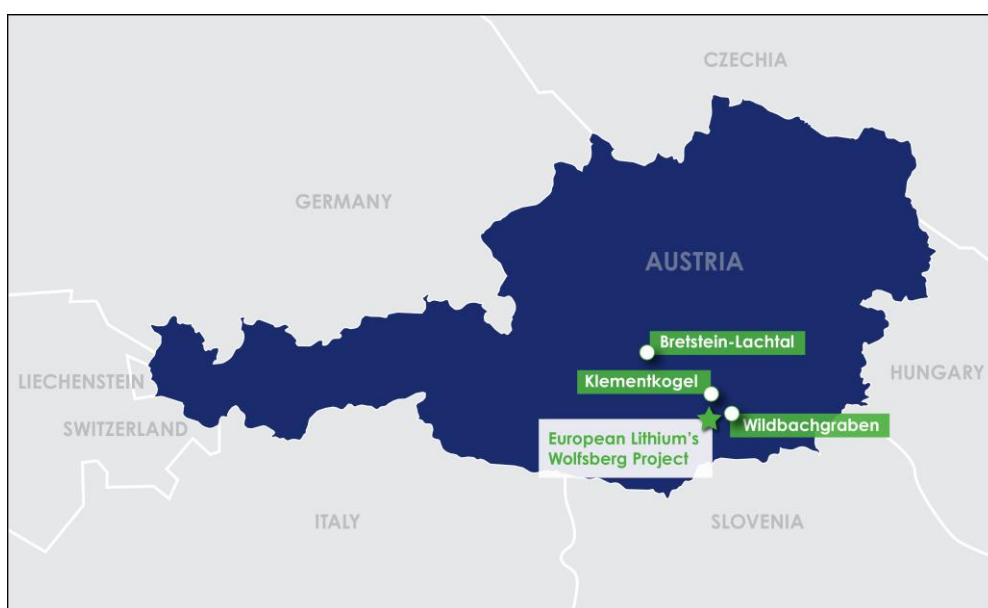 CZECHIA
GERMANY
AUSTRIA
Bretstein-Lachtal
LIECHENSTEIN
HUNGARY
Klementkogel
SWITZERLAND
Wildbachgraben
European Lithium's
Wolfsberg Project
ITALY
SLOVENIA